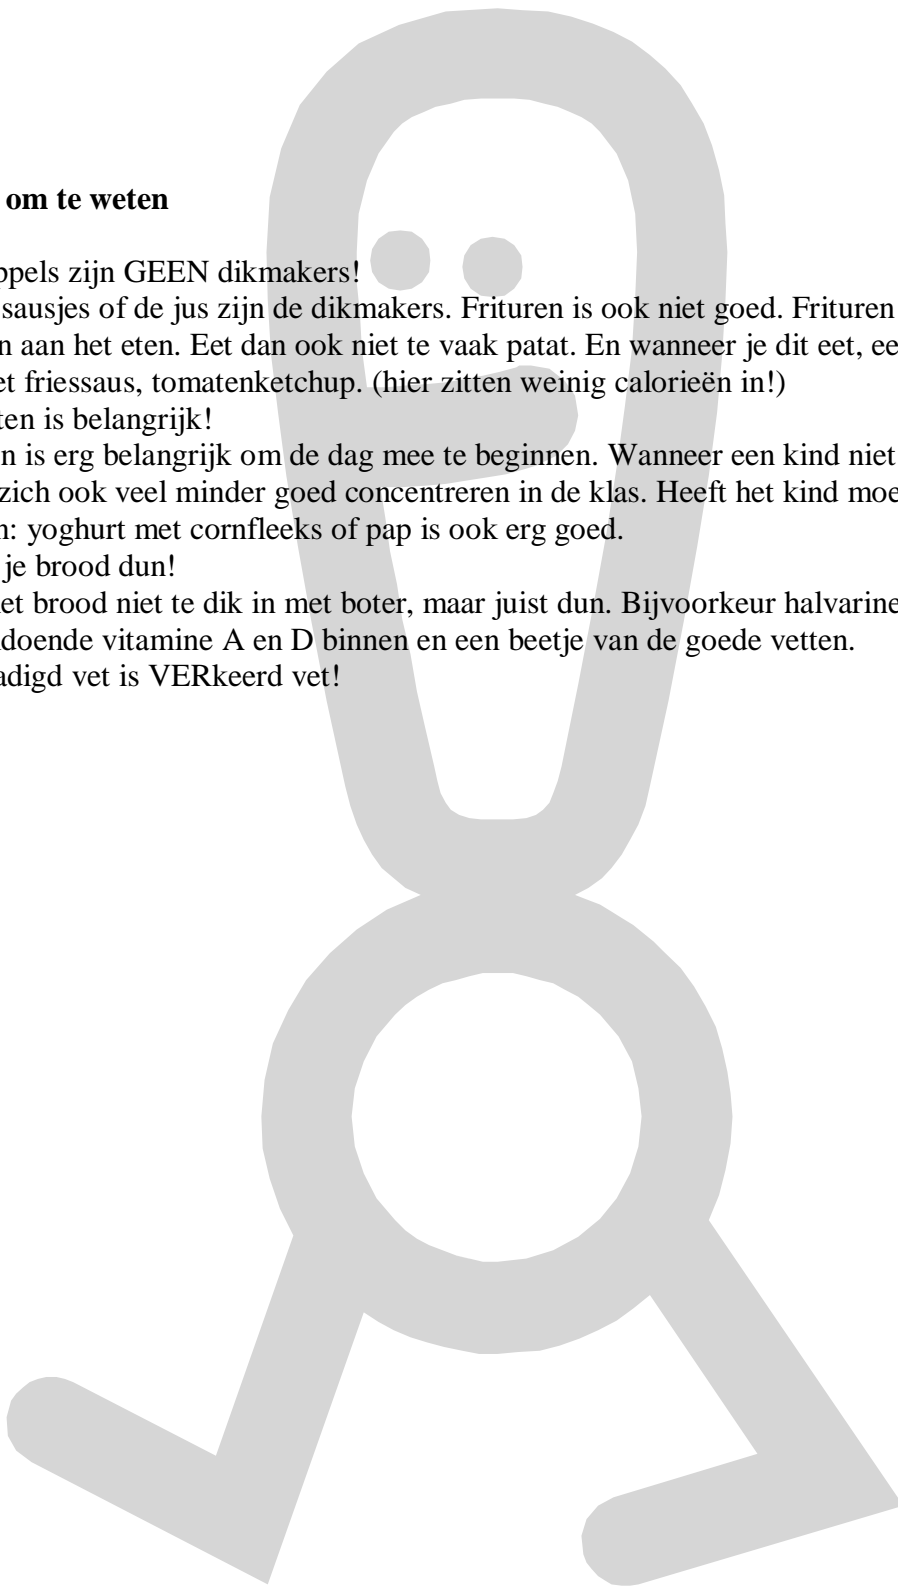 om te weten
ppels zijn GEEN dikmakers!
sausjes of de jus zijn de dikmakers. Frituren is ook niet goed. Frituren
n aan het eten. Eet dan ook niet te vaak patat. En wanneer je dit eet, ee
et friessaus, tomatenketchup. (hier zitten weinig calorieën in!)
ten is belangrijk!
n is erg belangrijk om de dag mee te beginnen. Wanneer een kind niet
zich ook veel minder goed concentreren in de klas. Heeft het kind moe
n: yoghurt met cornfleeks of pap is ook erg goed.
je brood dun!
et brood niet te dik in met boter, maar juist dun. Bijvoorkeur halvarine
ldoende vitamine A en D binnen en een beetje van de goede vetten.
adigd vet is VERkeerd vet!